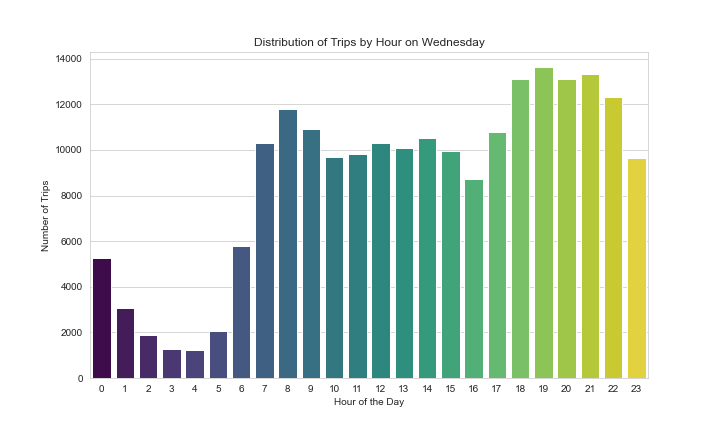 Distribution of Trips by Hour on Wednesday
14000
12000
10000
8000
6000
4000
2000
0
Number of Trips
0 1 2 3 4 5 6 7 8 9 10 11 12 13 14 15 16 17 18 19 20 21 22 23
Hour of the Day